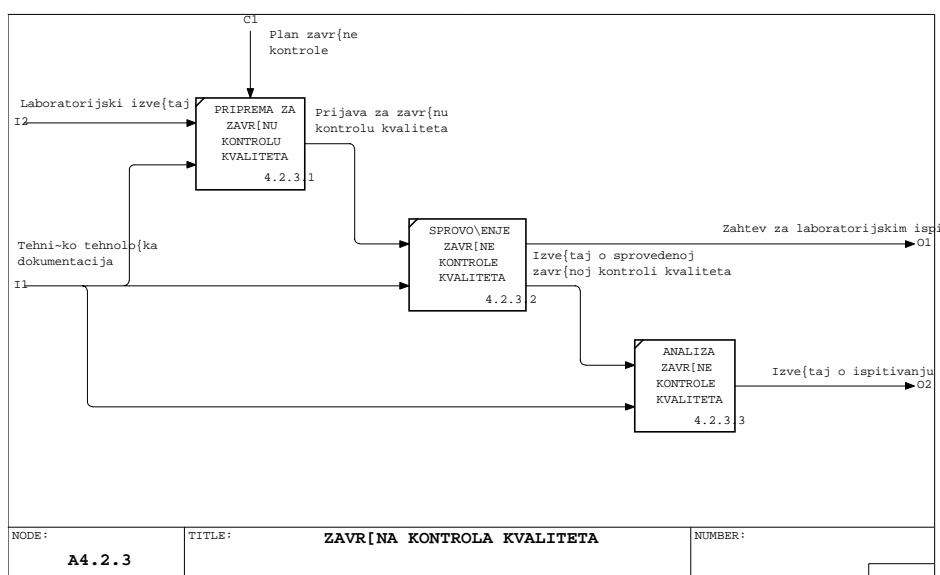 C1
Plan zavr{ne
kontrole
Laboratorijski izve{taj
I2
PRIPREMA ZA
ZAVR[NU
KONTROLU
KVALITETA
4.2.3.1
Prijava za zavr{nu
kontrolu kvaliteta
Tehni~ko tehnolo{ka
dokumentacija
I1
SPROVO\ENJE
ZAVR[NE
KONTROLE
KVALITETA
4.2.3.2
Zahtev za laboratorijskim ispi
O1
Izve{taj o sprovedenoj
zavr{noj kontroli kvaliteta
ANALIZA
ZAVR[NE
KONTROLE
KVALITETA
4.2.3.3
Izve{taj o ispitivanju
O2
NODE:
A4.2.3
TITLE:
ZAVR[NA KONTROLA KVALITETA
NUMBER: